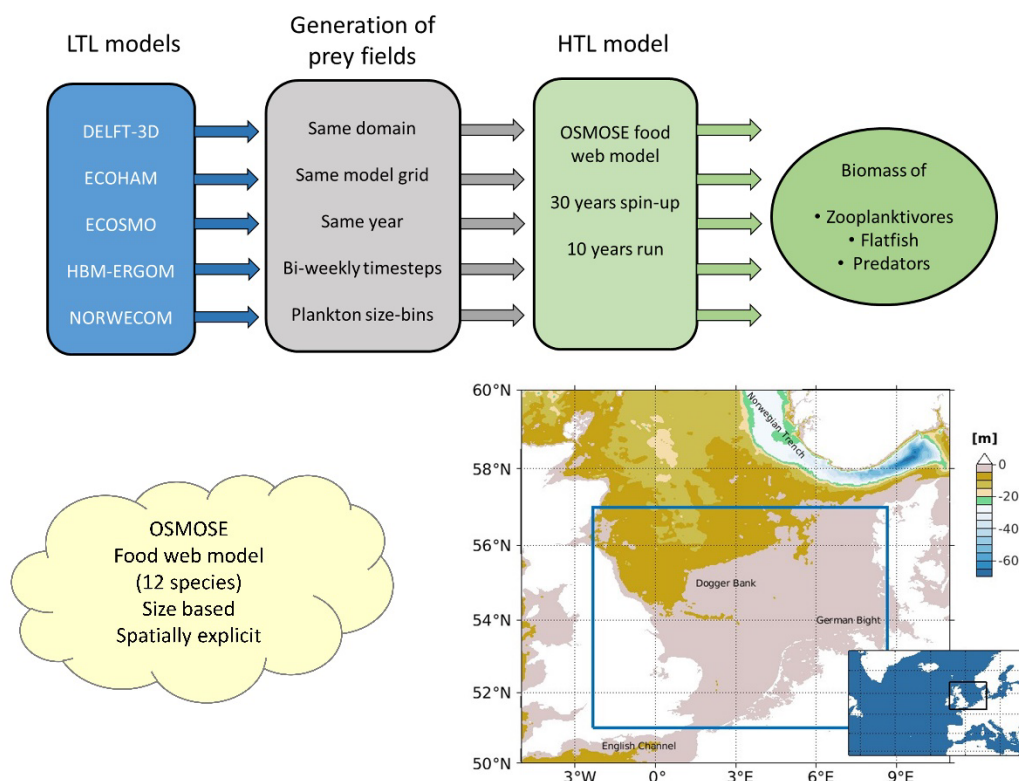 LTL models
Generation of
prey fields
HTL model
DELFT-3D
ECOHAM
ECOSMO
HBM-ERGOM
NORWECOM
Same domain
Same model grid
Same year
Bi-weekly timesteps
Plankton size-bins
OSMOSE food
web model
30 years spin-up
10 years run
Biomass of
• Zooplanktivores
• Flatfish
• Predators
OSMOSE
Food web model
(12 species)
Size based
Spatially explicit
60°N
58°N
56°N
54°N
52°N
50°N
3°W
0°
3°E
6°E
9°E
Norwegian Trench
Dogger Bank
German Bight
English Channel
[m]
0
-20
-40
-60